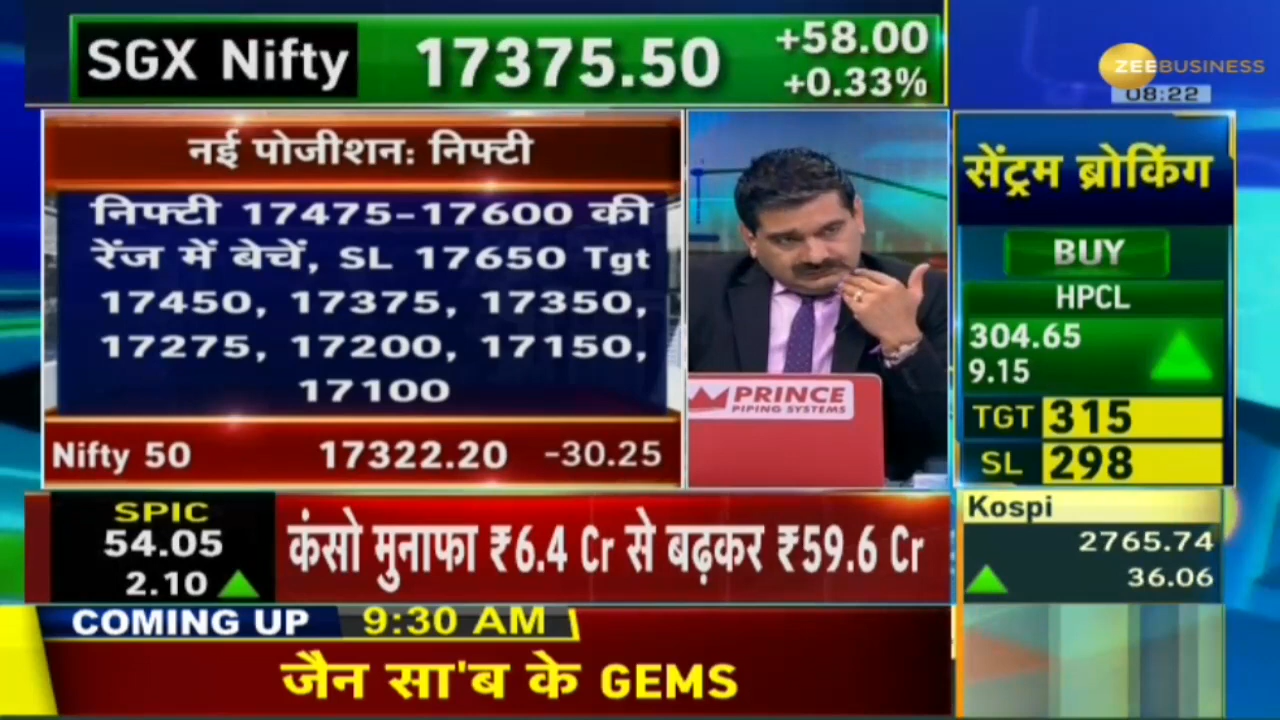 SGX Nifty 17375.50 +58.00
+0.33%
ZEEBUSINESS
08:22
नई पोजीशन: निफ्टी
निफ्टी 17475-17600 की
रेंज में बेचें, SL 17650 Tgt
17450, 17375, 17350,
17275, 17200, 17150,
17100
Nifty 50 17322.20 -30.25
PRINCE
PIPING SYSTEMS
सेंट्रम ब्रोकिंग
BUY
HPCL
304.65
9.15
TGT 315
SL 298
SPIC
54.05
2.10
कंसो मुनाफा ₹6.4 Cr से बढ़कर ₹59.6 Cr
Kospi
2765.74
36.06
COMING UP 9:30 AM
जैन सा'ब के GEMS